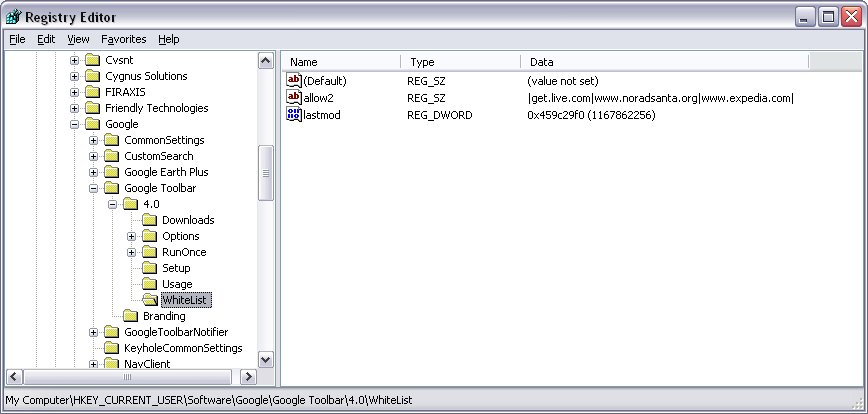 Registry Editor
File Edit View Favorites Help
Cvsnt
Cygnus Solutions
FIRAXIS
Friendly Technologies
Google
CommonSettings
CustomSearch
Google Earth Plus
Google Toolbar
4.0
Downloads
Options
RunOnce
Setup
Usage
WhiteList
Branding
GoogleToolbarNotifier
KeyholeCommonSettings
NavClient
Name Type Data
ab (Default) REG_SZ (value not set)
ab allow2 REG_SZ |get.live.com|www.noradsanta.org|www.expedia.com|
lastmod REG_DWORD 0x459c29f0 (1167862256)
My Computer\HKEY_CURRENT_USER\Software\Google\Google Toolbar\4.0\WhiteList